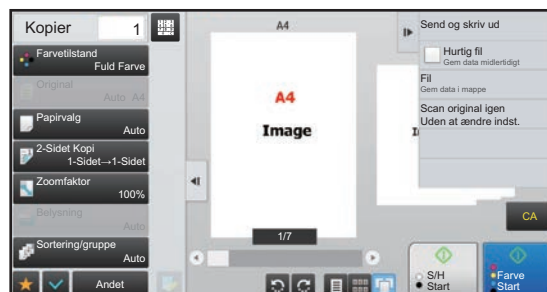 Kopier 1
Farvetilstand
Fuld Farve
Original
Auto A4
Papirvalg
Auto
2-Sidet Kopi
1-Sidet→1-Sidet
Zoomfaktor
100%
Belysning
Auto
Sortering/gruppe
Auto
Andet
A4
A4
Image
1/7
Send og skriv ud
Hurtig fil
Gem data midlertidigt
Fil
Gem data i mappe
Scan original igen
Uden at ændre indst.
CA
S/H
Start
Farve
Start